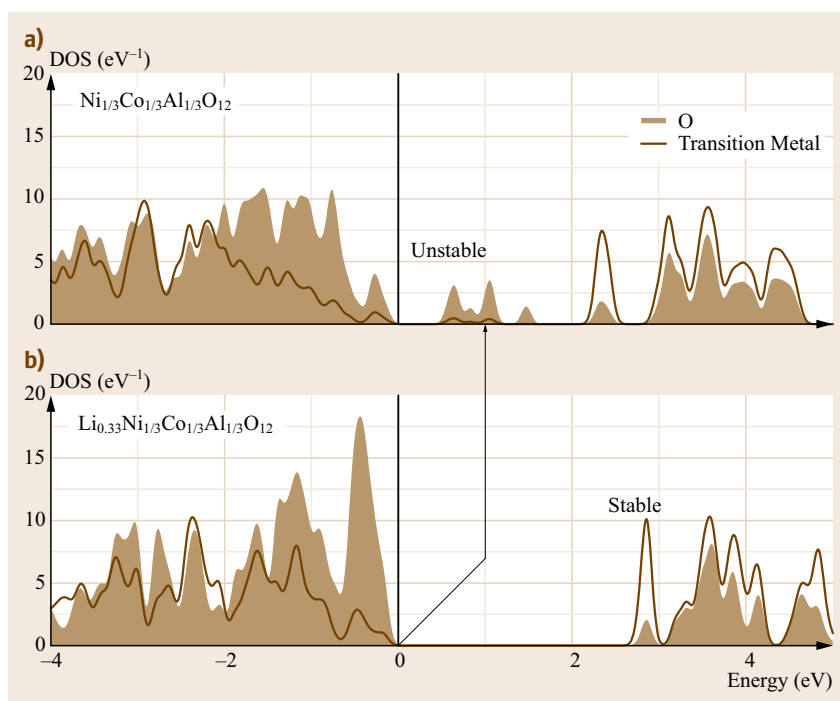 a)
DOS (eV⁻¹)
20
Ni₁/₃Co₁/₃Al₁/₃O₁₂
O
Transition Metal
15
10
Unstable
5
0
b)
DOS (eV⁻¹)
20
Li₀.₃₃Ni₁/₃Co₁/₃Al₁/₃O₁₂
15
Stable
10
5
0
–4 –2 0 2 4
Energy (eV)